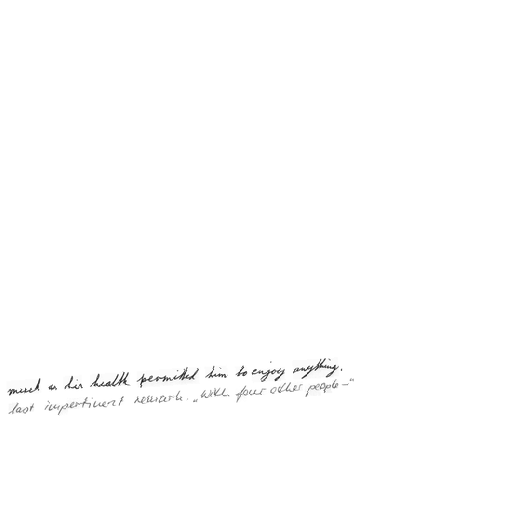 much as his health permitted him to enjoy anything.
last impertinent remark. „With four other people -"